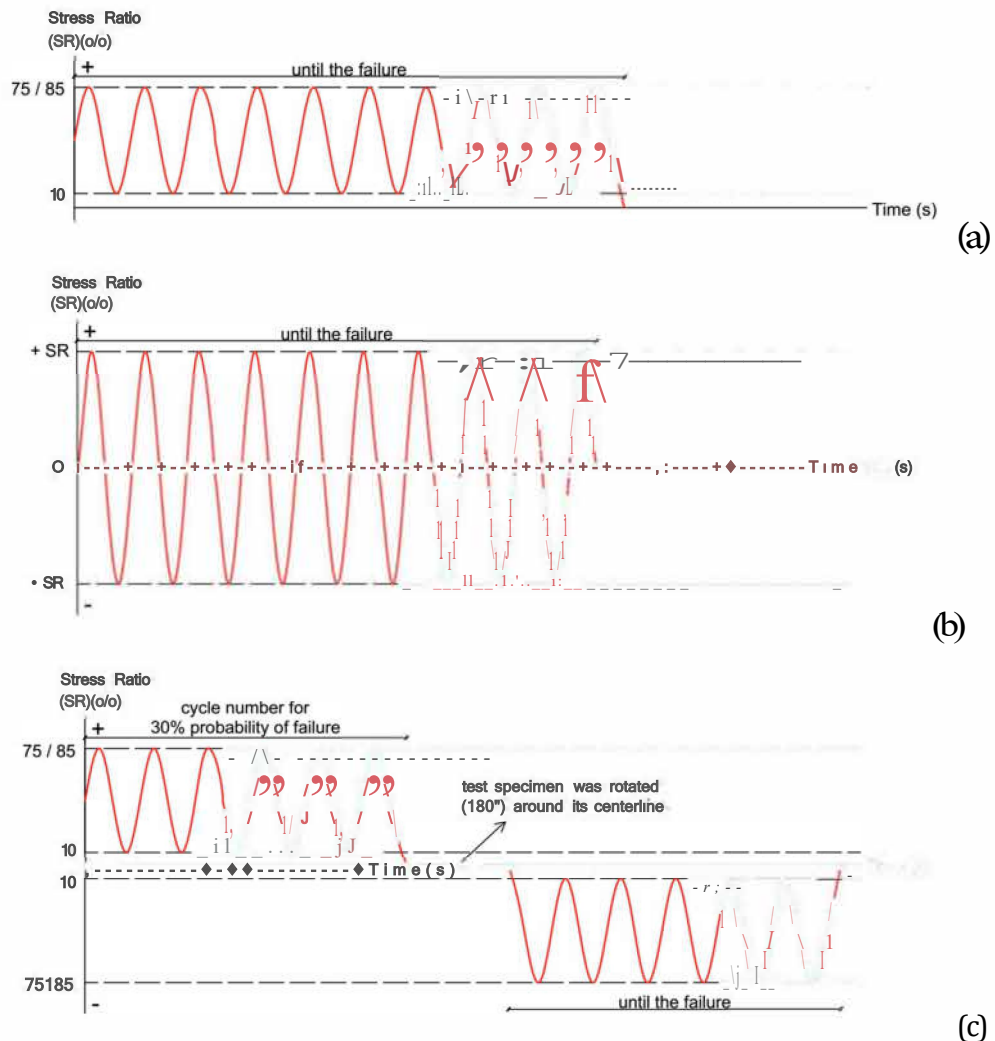 Stress Ratio
(SR)(o/o)
+
until the failure
75 / 85
10
Time (s)
(a)
Stress Ratio
(SR)(o/o)
+
until the failure
+ SR
O
Tıme (s)
• SR
-
(b)
Stress Ratio
(SR)(o/o)
cycle number for
30% probability of failure
+
75 / 85
test specimen was rotated
(180") around its centerline
10
Time(s)
10
75185
-
until the failure
(c)